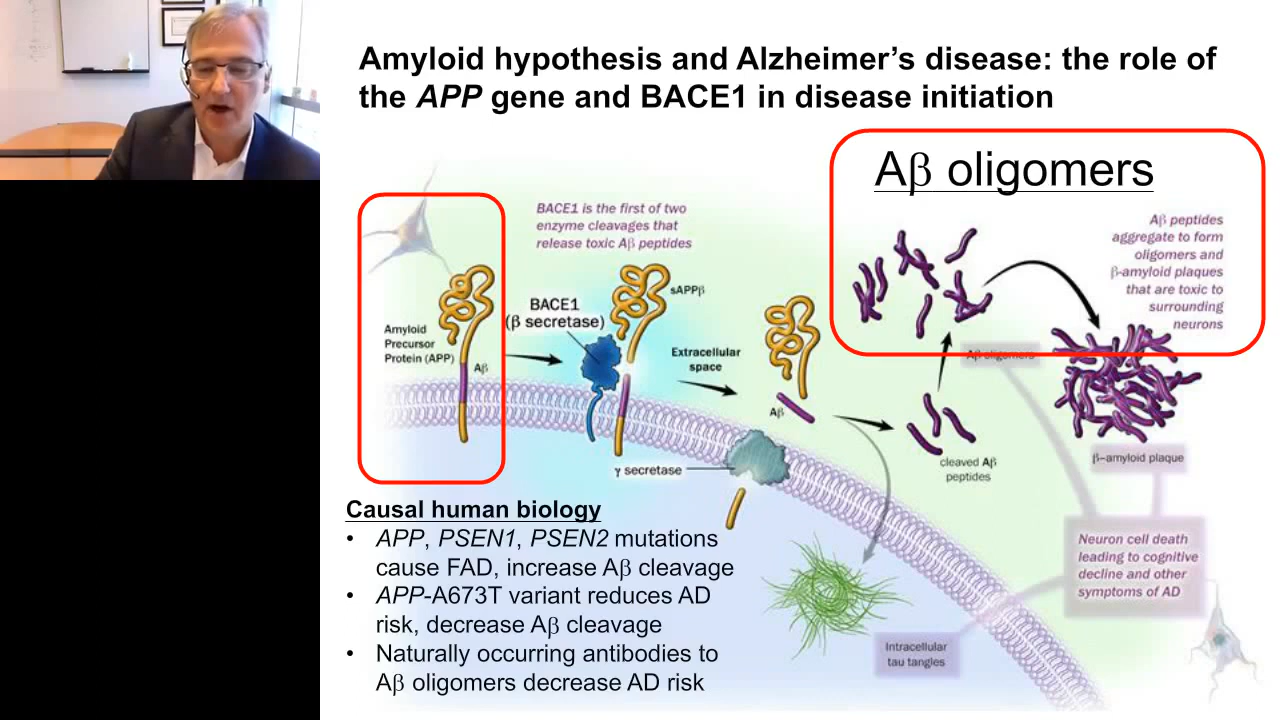 Amyloid hypothesis and Alzheimer’s disease: the role of
the APP gene and BACE1 in disease initiation
Aβ oligomers
BACE1 is the first of two
enzyme cleavages that
release toxic Aβ peptides
Aβ peptides
aggregate to form
oligomers and
β-amyloid plaques
that are toxic to
surrounding
neurons
sAPPβ
BACE1
(β secretase)
Amyloid
Precursor
Protein (APP)
Aβ
Extracellular
space
Aβ oligomers
Aβ
cleaved Aβ
peptides
β–amyloid plaque
γ secretase
Causal human biology
• APP, PSEN1, PSEN2 mutations
cause FAD, increase Aβ cleavage
• APP-A673T variant reduces AD
risk, decrease Aβ cleavage
• Naturally occurring antibodies to
Aβ oligomers decrease AD risk
Neuron cell death
leading to cognitive
decline and other
symptoms of AD
Intracellular
tau tangles